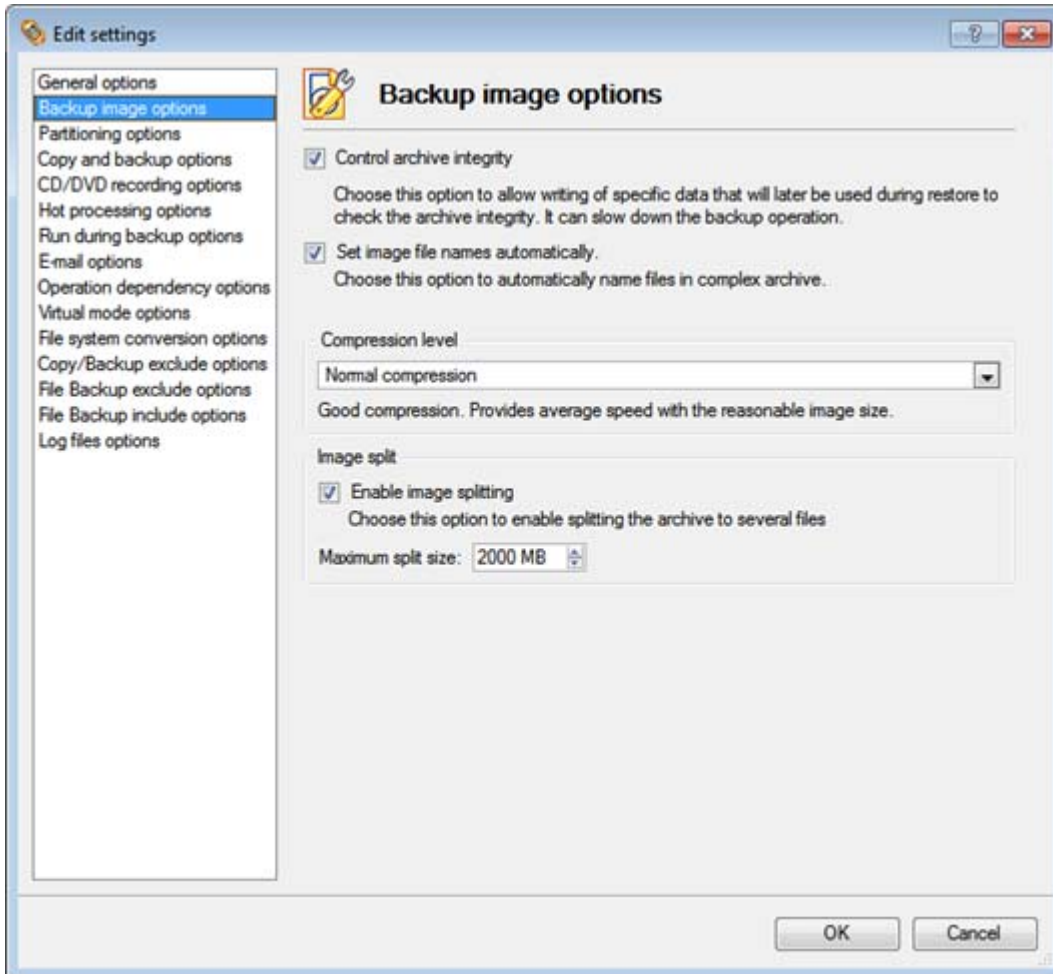 Edit settings
General options
Backup image options
Partitioning options
Copy and backup options
CD/DVD recording options
Hot processing options
Run during backup options
E-mail options
Operation dependency options
Virtual mode options
File system conversion options
Copy/Backup exclude options
File Backup exclude options
File Backup include options
Log files options
Backup image options
Control archive integrity
Choose this option to allow writing of specific data that will later be used during restore to
check the archive integrity. It can slow down the backup operation.
Set image file names automatically.
Choose this option to automatically name files in complex archive.
Compression level
Normal compression
Good compression. Provides average speed with the reasonable image size.
Image split
Enable image splitting
Choose this option to enable splitting the archive to several files
Maximum split size: 2000 MB
OK Cancel